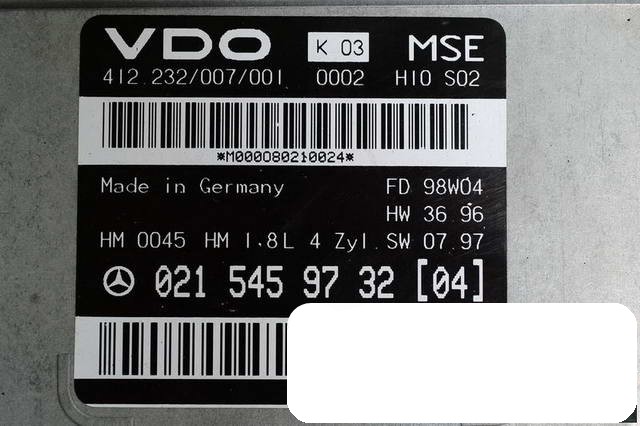 VDO K 03 MSE
412.232/007/001 0002 H10 S02
*M000080210024*
Made in Germany FD 98W04
HW 36.96
HM 0045 HM 1.8L 4 Zyl. SW 07.97
021 545 97 32 [04]